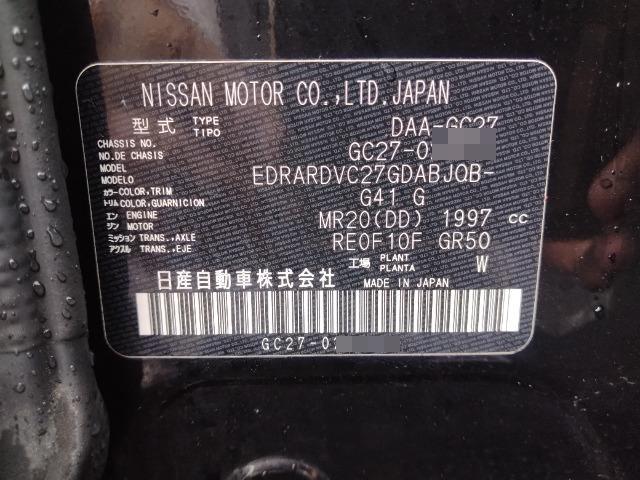 NISSAN MOTOR CO.,LTD.JAPAN
型式 TYPE TIPO DAA-GC27
CHASSIS NO. NO.DE CHASIS GC27-0
MODEL MODELO EDRARDVC27GDABJQB-
カラー COLOR,TRIM トリム COLOR,GUARNICION G41 G
エン ENGINE ジン MOTOR MR20(DD) 1997 cc
ミッション TRANS.,AXLE アクスル TRANS.,EJE RE0F10F GR50
工場 PLANT PLANTA W
日産自動車株式会社 MADE IN JAPAN
GC27-0